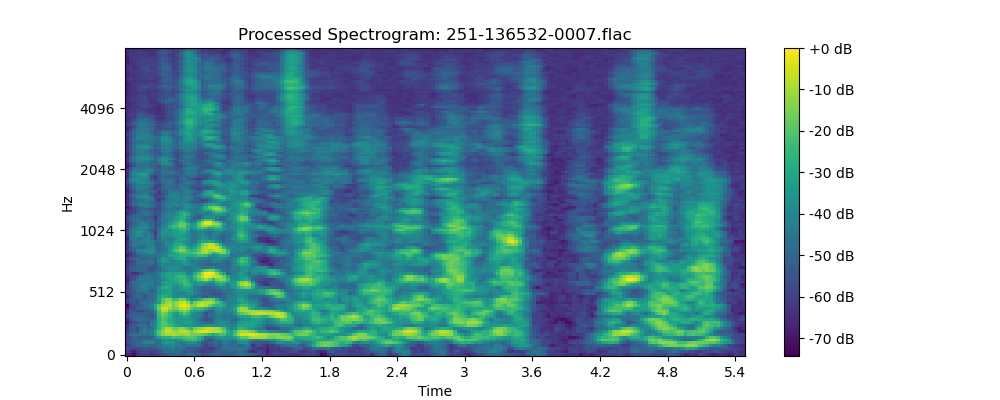 Processed Spectrogram: 251-136532-0007.flac
Hz
4096
2048
1024
512
0
0 0.6 1.2 1.8 2.4 3 3.6 4.2 4.8 5.4
Time
+0 dB
-10 dB
-20 dB
-30 dB
-40 dB
-50 dB
-60 dB
-70 dB